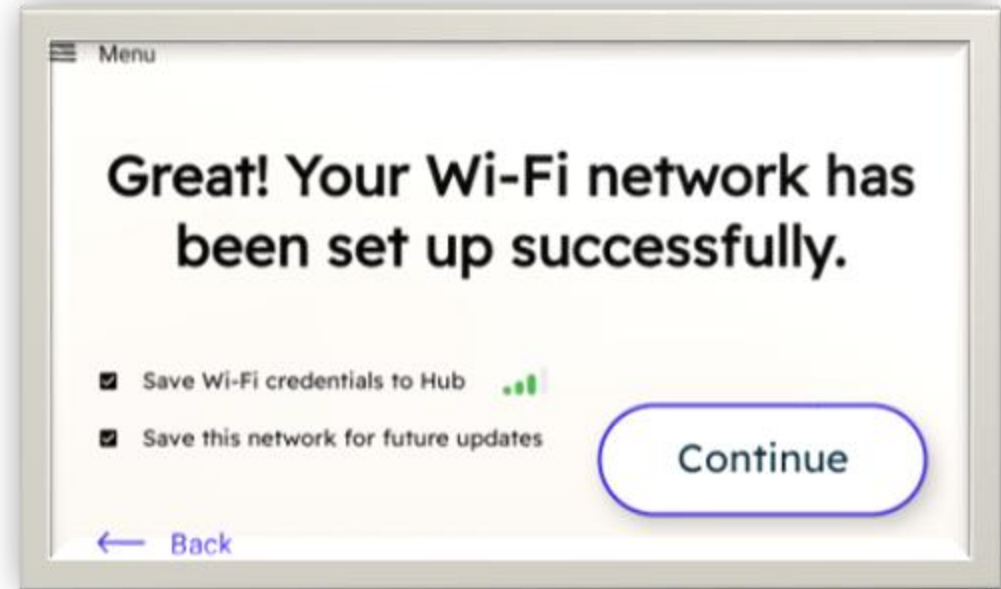 Menu
Great! Your Wi-Fi network has
been set up successfully.
Save Wi-Fi credentials to Hub
Save this network for future updates
Continue
Back